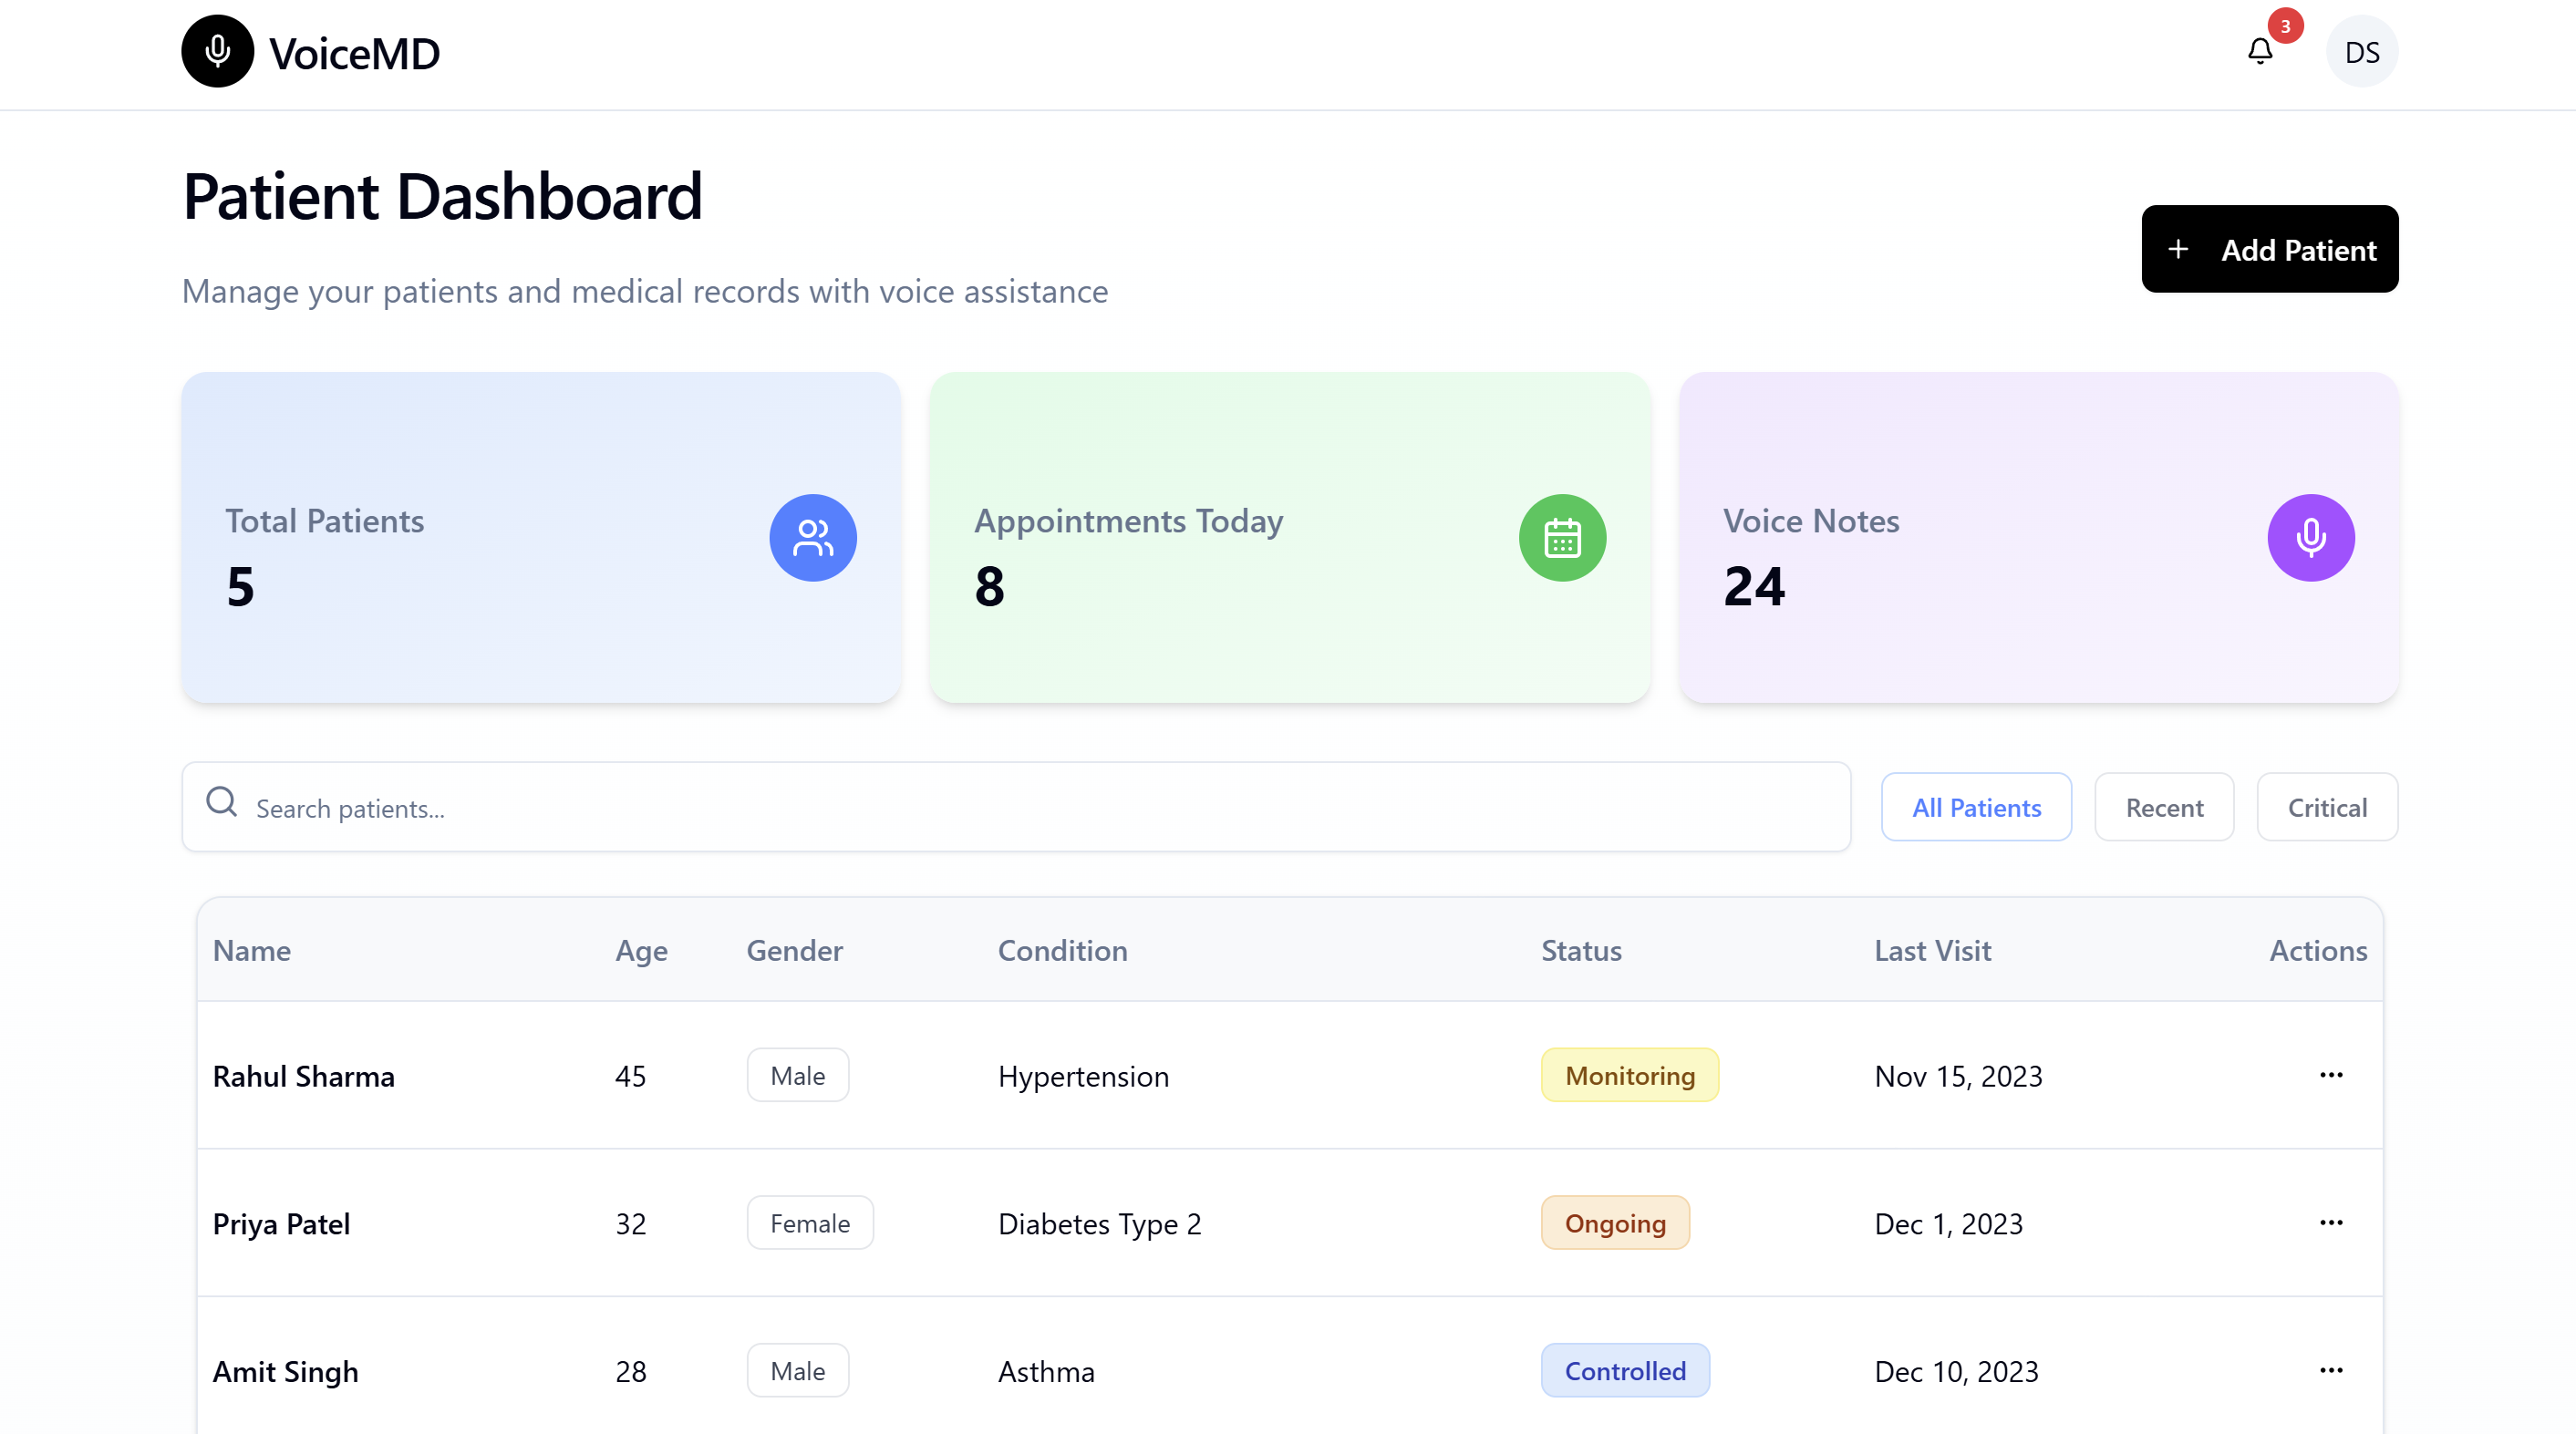 VoiceMD
3
DS
Patient Dashboard
Manage your patients and medical records with voice assistance
+ Add Patient
Total Patients
5
Appointments Today
8
Voice Notes
24
Search patients...
All Patients
Recent
Critical
Name Age Gender Condition Status Last Visit Actions
Rahul Sharma 45 Male Hypertension Monitoring Nov 15, 2023
Priya Patel 32 Female Diabetes Type 2 Ongoing Dec 1, 2023
Amit Singh 28 Male Asthma Controlled Dec 10, 2023